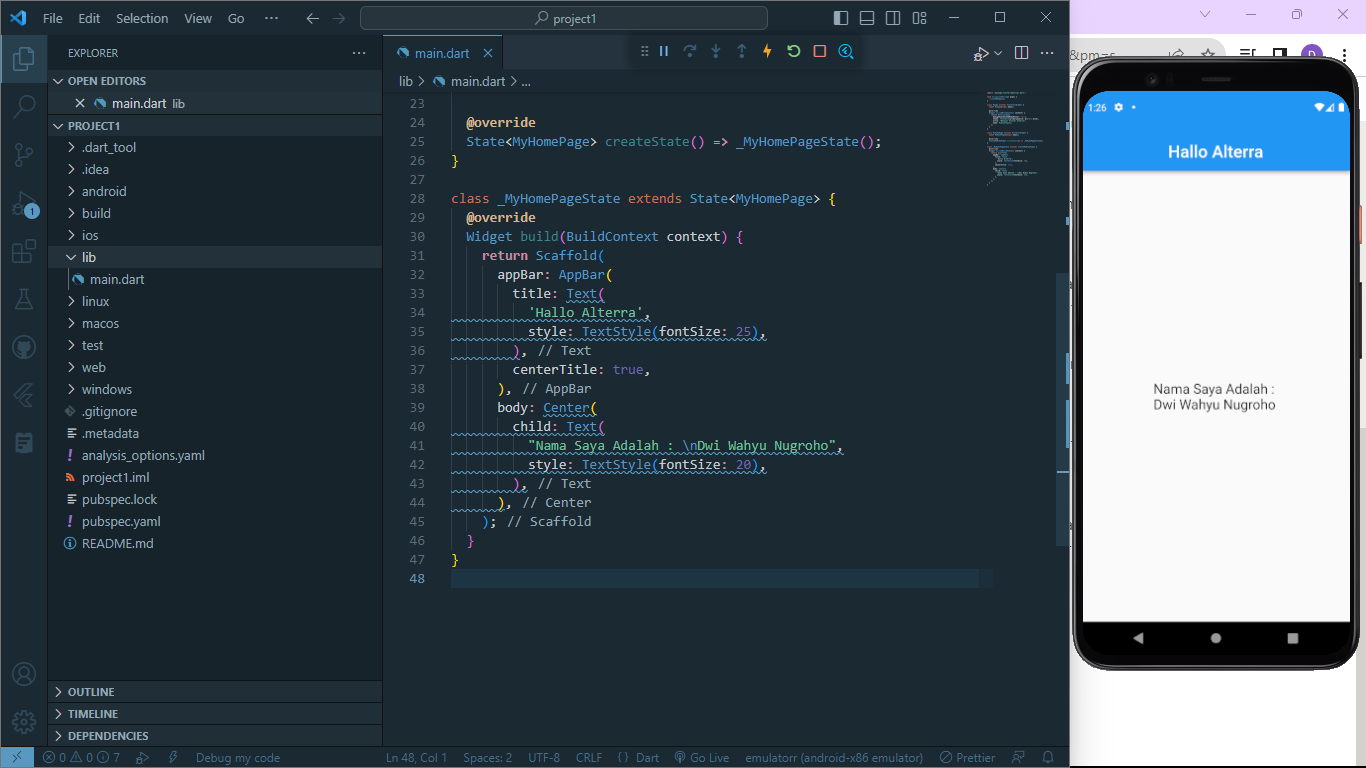 File Edit Selection View Go ··· project1
EXPLORER ···
OPEN EDITORS
main.dart lib
PROJECT1
.dart_tool
.idea
android
build
ios
lib
main.dart
linux
macos
test
web
windows
.gitignore
.metadata
! analysis_options.yaml
project1.iml
pubspec.lock
! pubspec.yaml
README.md
OUTLINE
TIMELINE
DEPENDENCIES
1
main.dart
lib > main.dart > ...
23
24 @override
25 State<MyHomePage> createState() => _MyHomePageState();
26 }
27
28 class _MyHomePageState extends State<MyHomePage> {
29 @override
30 Widget build(BuildContext context) {
31 return Scaffold(
32 appBar: AppBar(
33 title: Text(
34 'Hallo Alterra',
35 style: TextStyle(fontSize: 25),
36 ), // Text
37 centerTitle: true,
38 ), // AppBar
39 body: Center(
40 child: Text(
41 "Nama Saya Adalah : \nDwi Wahyu Nugroho",
42 style: TextStyle(fontSize: 20),
43 ), // Text
44 ), // Center
45 ); // Scaffold
46 }
47 }
48
0 0 7 Debug my code Ln 48, Col 1 Spaces: 2 UTF-8 CRLF {} Dart Go Live emulatorr (android-x86 emulator) Prettier
&pm=s
D
1:26
Hallo Alterra
Nama Saya Adalah :
Dwi Wahyu Nugroho